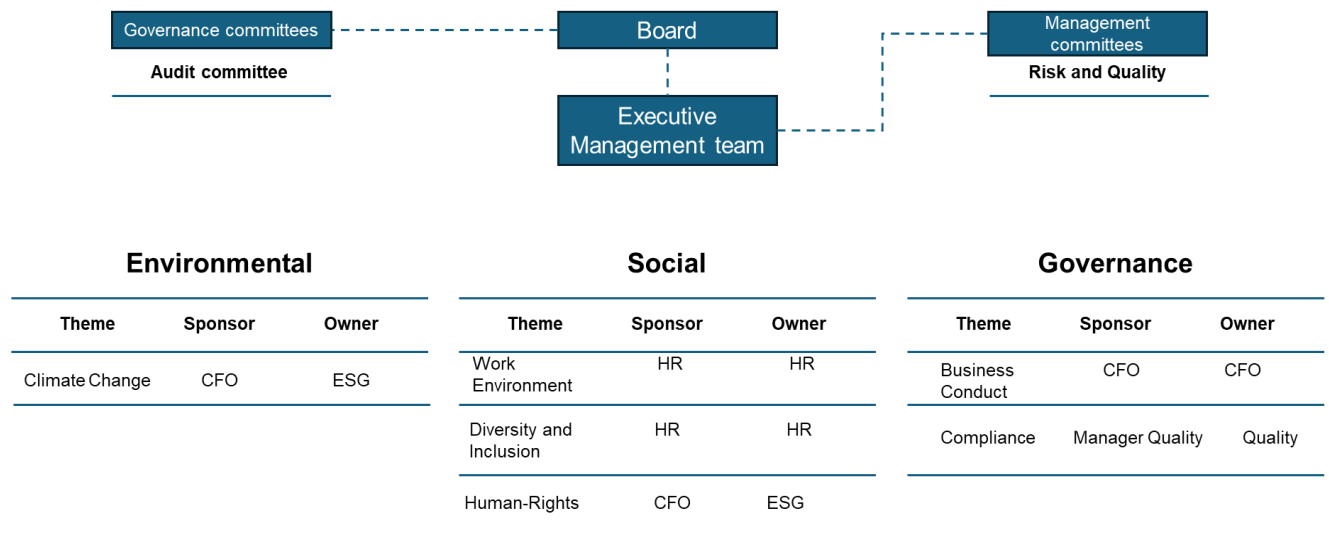 Governance committees
Board
Management
committees
Audit committee
Risk and Quality
Executive
Management team
Environmental
Social
Governance
Theme Sponsor Owner
Climate Change CFO ESG
Theme Sponsor Owner
Work
Environment
HR HR
Diversity and
Inclusion
HR HR
Human-Rights CFO ESG
Theme Sponsor Owner
Business
Conduct
CFO CFO
Compliance Manager Quality Quality